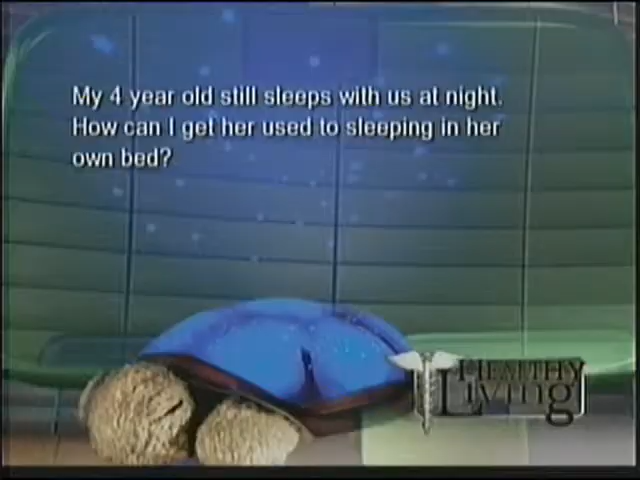 My 4 year old still sleeps with us at night.
How can I get her used to sleeping in her
own bed?
HEALTHY
Living